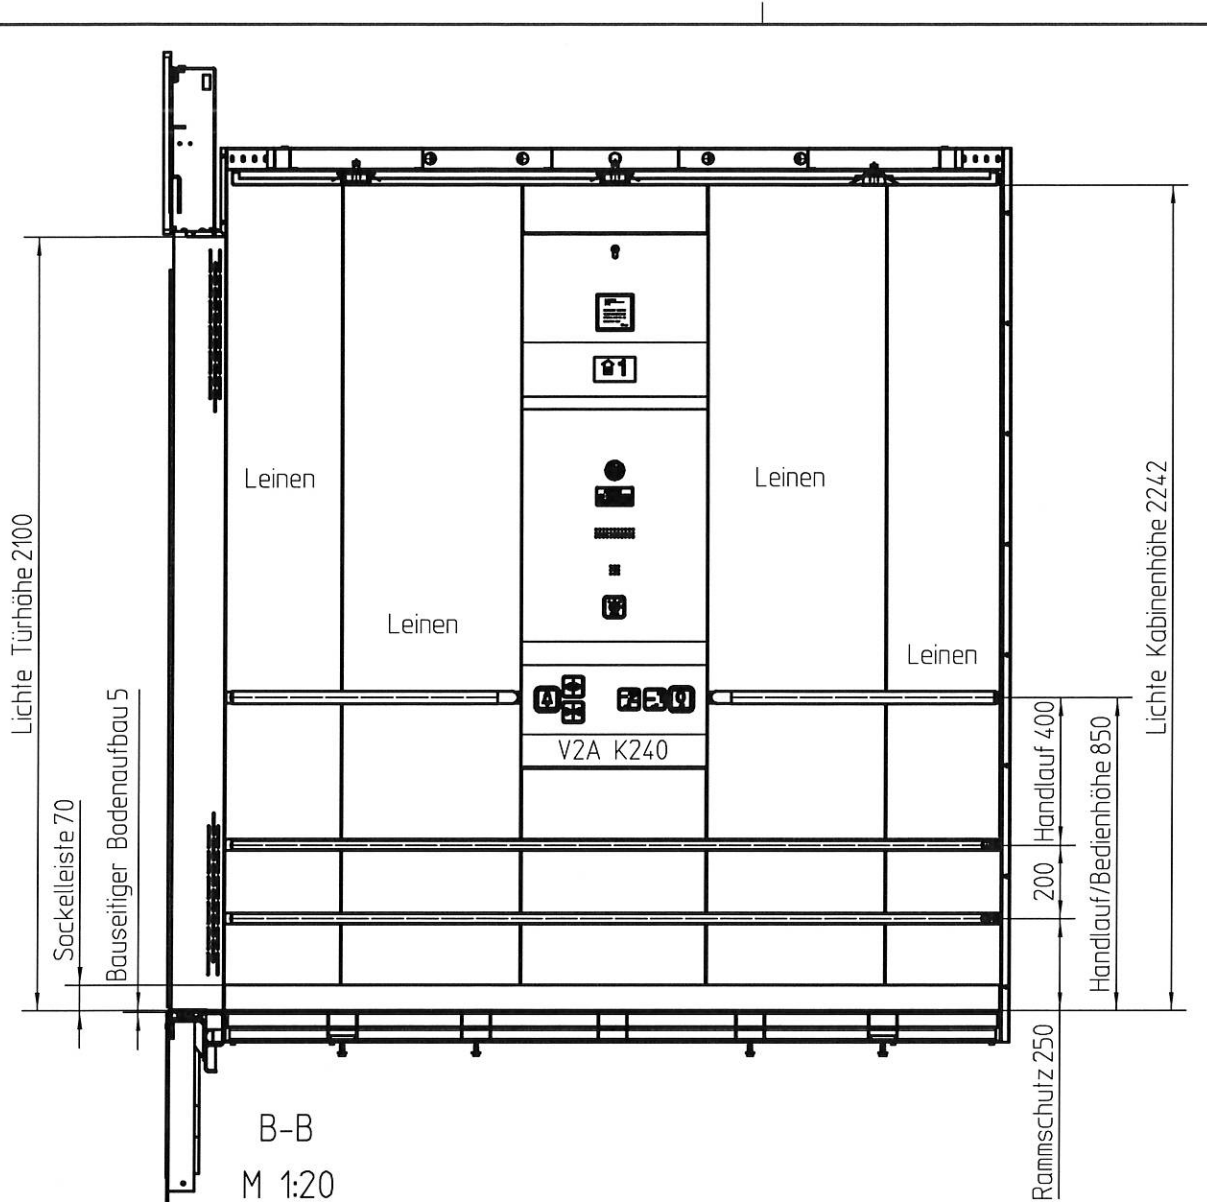 1
Leinen
Leinen
Leinen
Leinen
V2A K240
Lichte Türhöhe 2100
Sockelleiste 70
Bauseitiger Bodenaufbau 5
Handlauf 400
200
Rammschutz 250
Handlauf/Bedienhöhe 850
Lichte Kabinenhöhe 2242
B-B
M 1:20